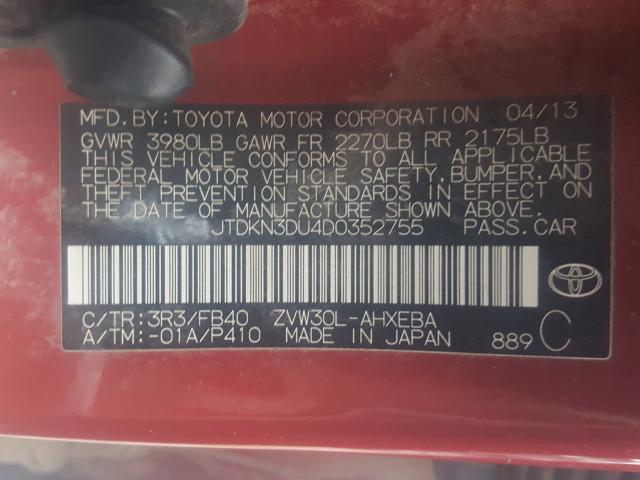 MFD.BY:TOYOTA MOTOR CORPORATION 04/13
GVWR 3980LB GAWR FR 2270LB RR 2175LB
THIS VEHICLE CONFORMS TO ALL APPLICABLE
FEDERAL MOTOR VEHICLE SAFETY,BUMPER,AND
THEFT PREVENTION STANDARDS IN EFFECT ON
THE DATE OF MANUFACTURE SHOWN ABOVE.
JTDKN3DU4D0352755 PASS.CAR
C/TR:3R3/FB40 ZVW30L-AHXEBA
A/TM:-01A/P410 MADE IN JAPAN 889 C